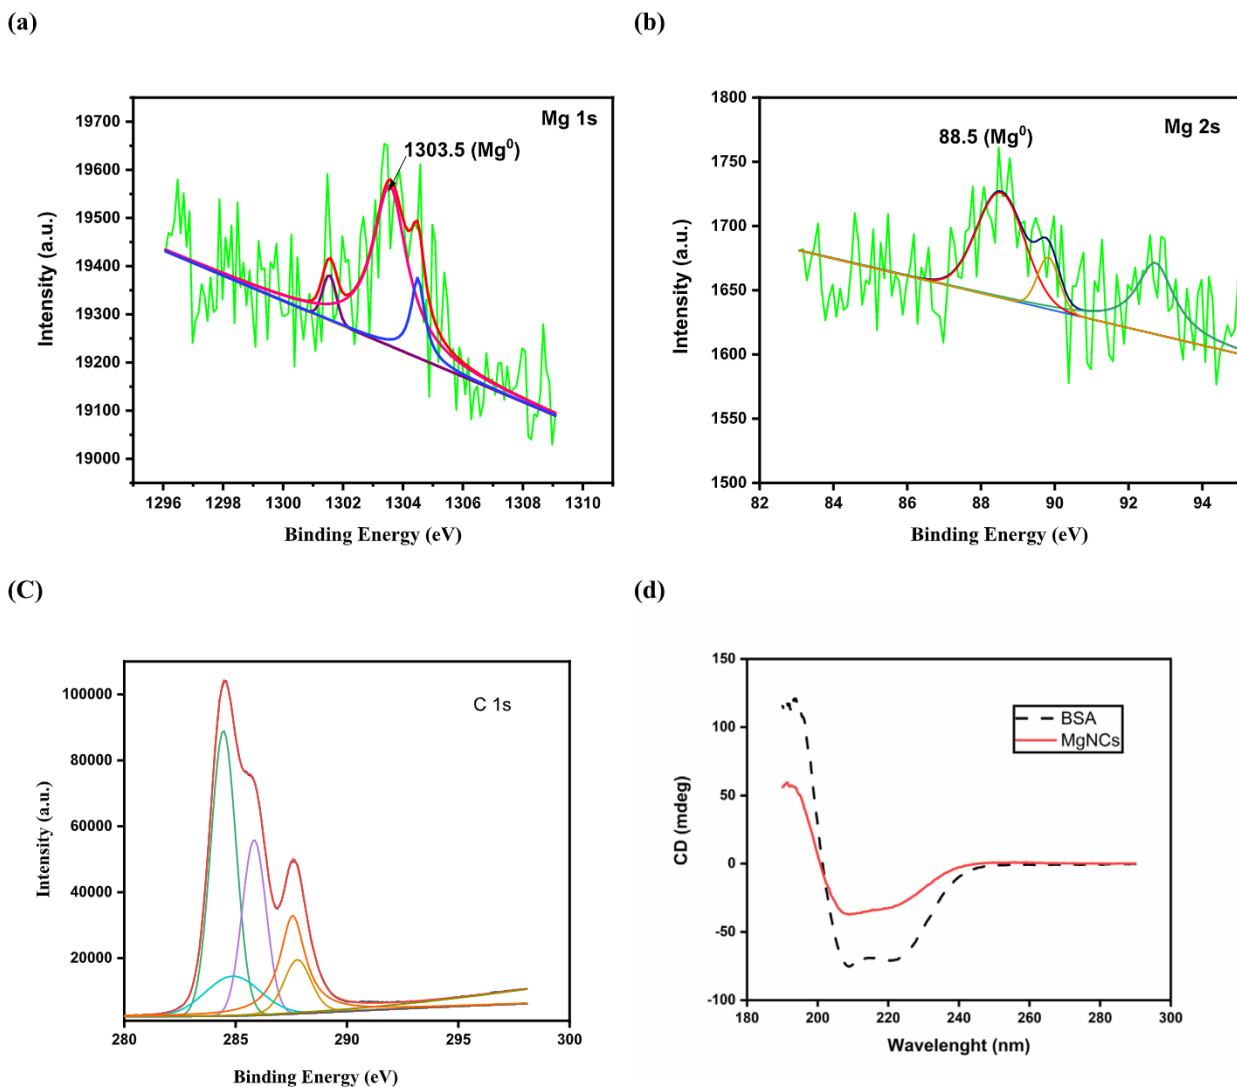 (a)
Mg 1s
1303.5 (Mg⁰)
19700
19600
19500
19400
19300
19200
19100
19000
Intensity (a.u.)
1296 1298 1300 1302 1304 1306 1308 1310
Binding Energy (eV)
(b)
Mg 2s
88.5 (Mg⁰)
1800
1750
1700
1650
1600
1550
1500
Intensity (a.u.)
82 84 86 88 90 92 94
Binding Energy (eV)
(C)
C 1s
100000
80000
60000
40000
20000
Intensity (a.u.)
280 285 290 295 300
Binding Energy (eV)
(d)
BSA
MgNCs
150
100
50
0
-50
-100
CD (mdeg)
180 200 220 240 260 280 300
Wavelenght (nm)